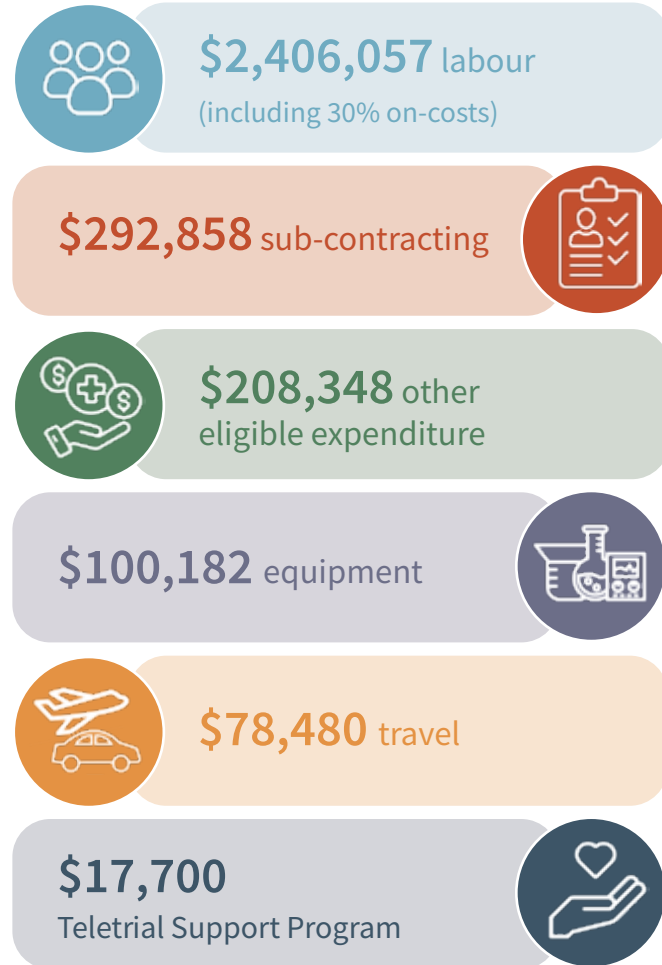 $2,406,057 labour
(including 30% on-costs)
$292,858 sub-contracting
$208,348 other
eligible expenditure
$100,182 equipment
$78,480 travel
$17,700
Teletrial Support Program